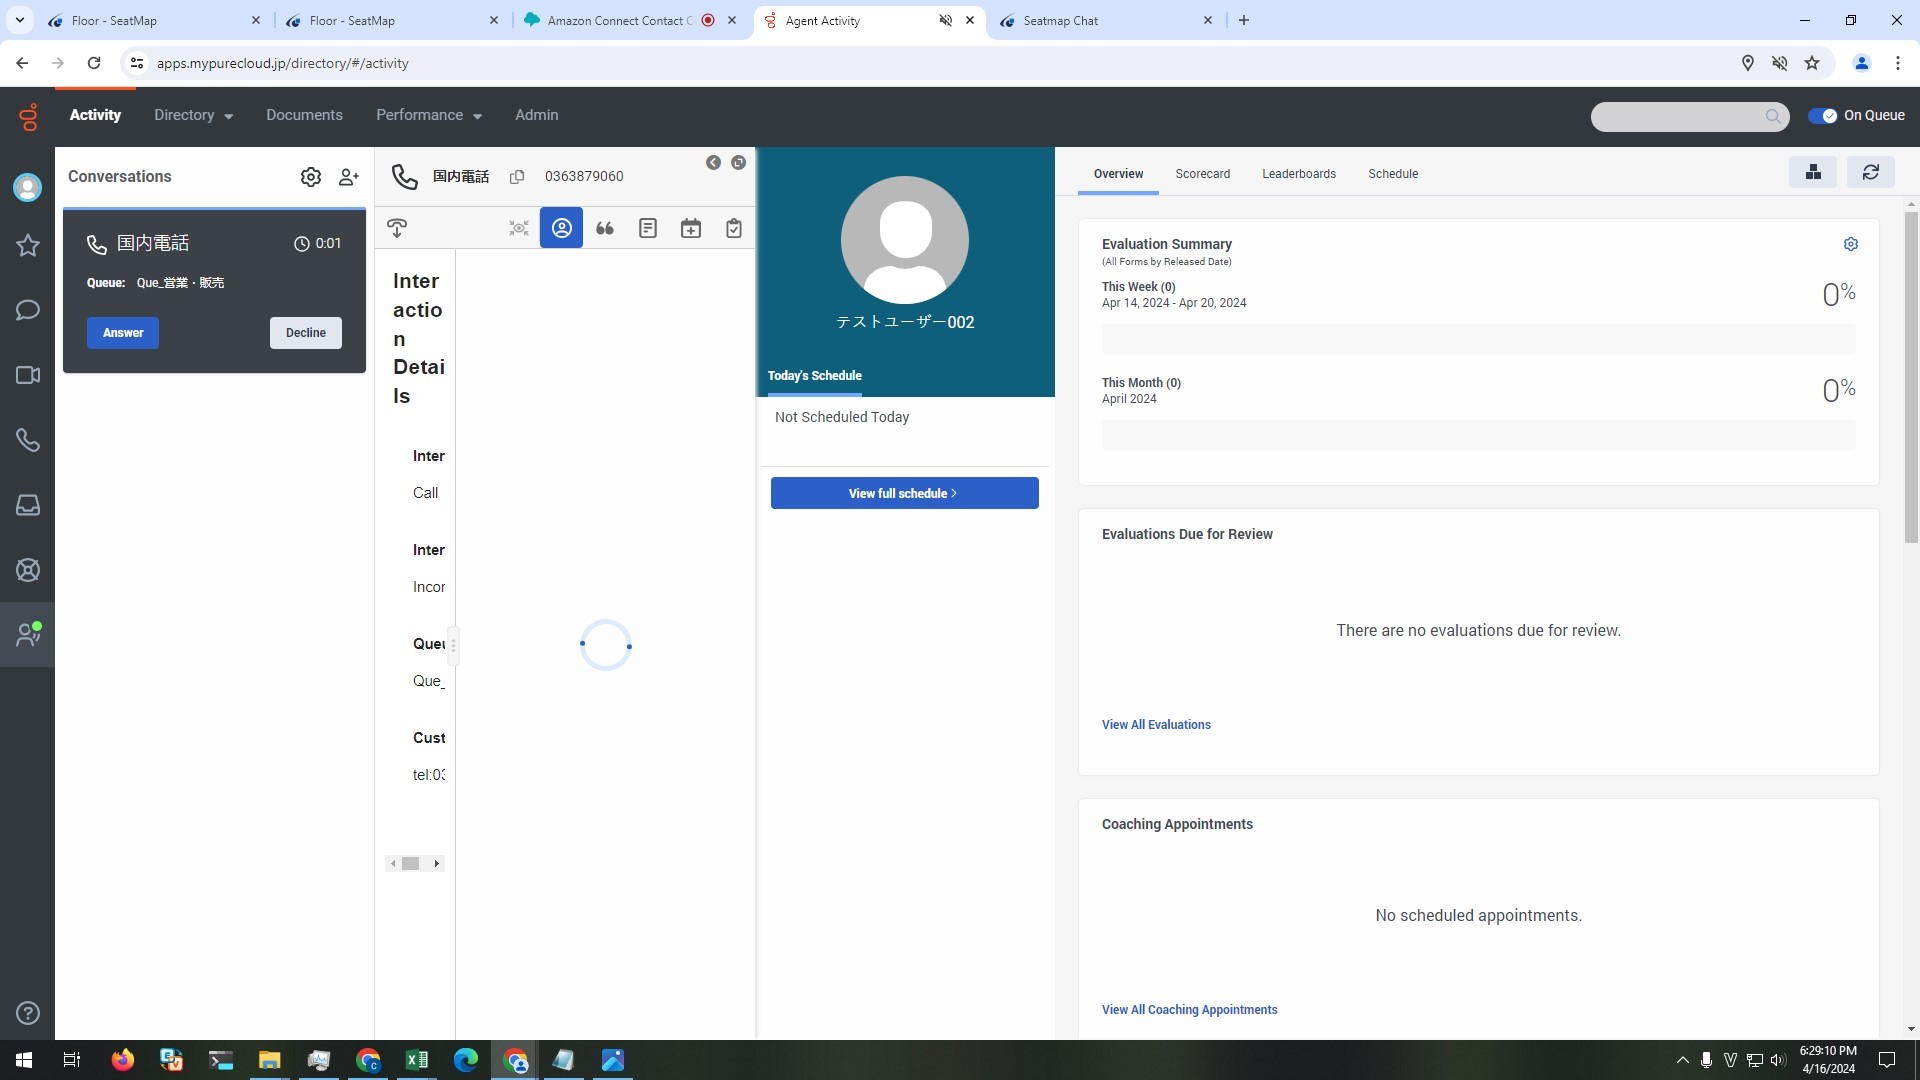 Floor - SeatMap
Floor - SeatMap
Amazon Connect Contact C
Agent Activity
Seatmap Chat
apps.mypurecloud.jp/directory/#/activity
Activity
Directory
Documents
Performance
Admin
On Queue
Conversations
国内電話
0:01
Queue: Que_営業・販売
Answer
Decline
国内電話
0363879060
Inter
actio
n
Detai
ls
Inter
Call
Inter
Incor
Queu
Que_
Cust
tel:03
テストユーザー002
Today's Schedule
Not Scheduled Today
View full schedule
Overview
Scorecard
Leaderboards
Schedule
Evaluation Summary
(All Forms by Released Date)
This Week (0)
Apr 14, 2024 - Apr 20, 2024
0%
This Month (0)
April 2024
0%
Evaluations Due for Review
There are no evaluations due for review.
View All Evaluations
Coaching Appointments
No scheduled appointments.
View All Coaching Appointments
6:29:10 PM
4/16/2024